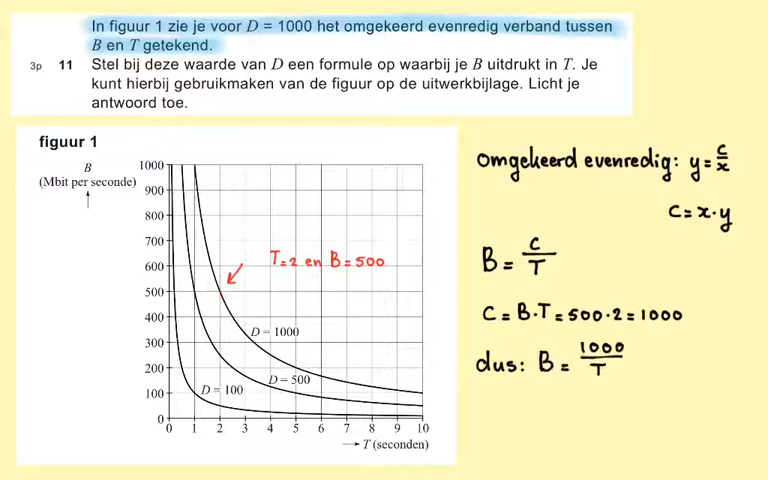 In figuur 1 zie je voor D = 1000 het omgekeerd evenredig verband tussen
B en T getekend.
3p 11 Stel bij deze waarde van D een formule op waarbij je B uitdrukt in T. Je
kunt hierbij gebruikmaken van de figuur op de uitwerkbijlage. Licht je
antwoord toe.
figuur 1
B
(Mbit per seconde)
1000
900
800
700
600
500
400
300
200
100
0
0 1 2 3 4 5 6 7 8 9 10
T (seconden)
D = 1000
D = 500
D = 100
T = 2 en B = 500
omgekeerd evenredig: y = c/x
C = x · y
B = C/T
C = B · T = 500 · 2 = 1000
dus: B = 1000/T